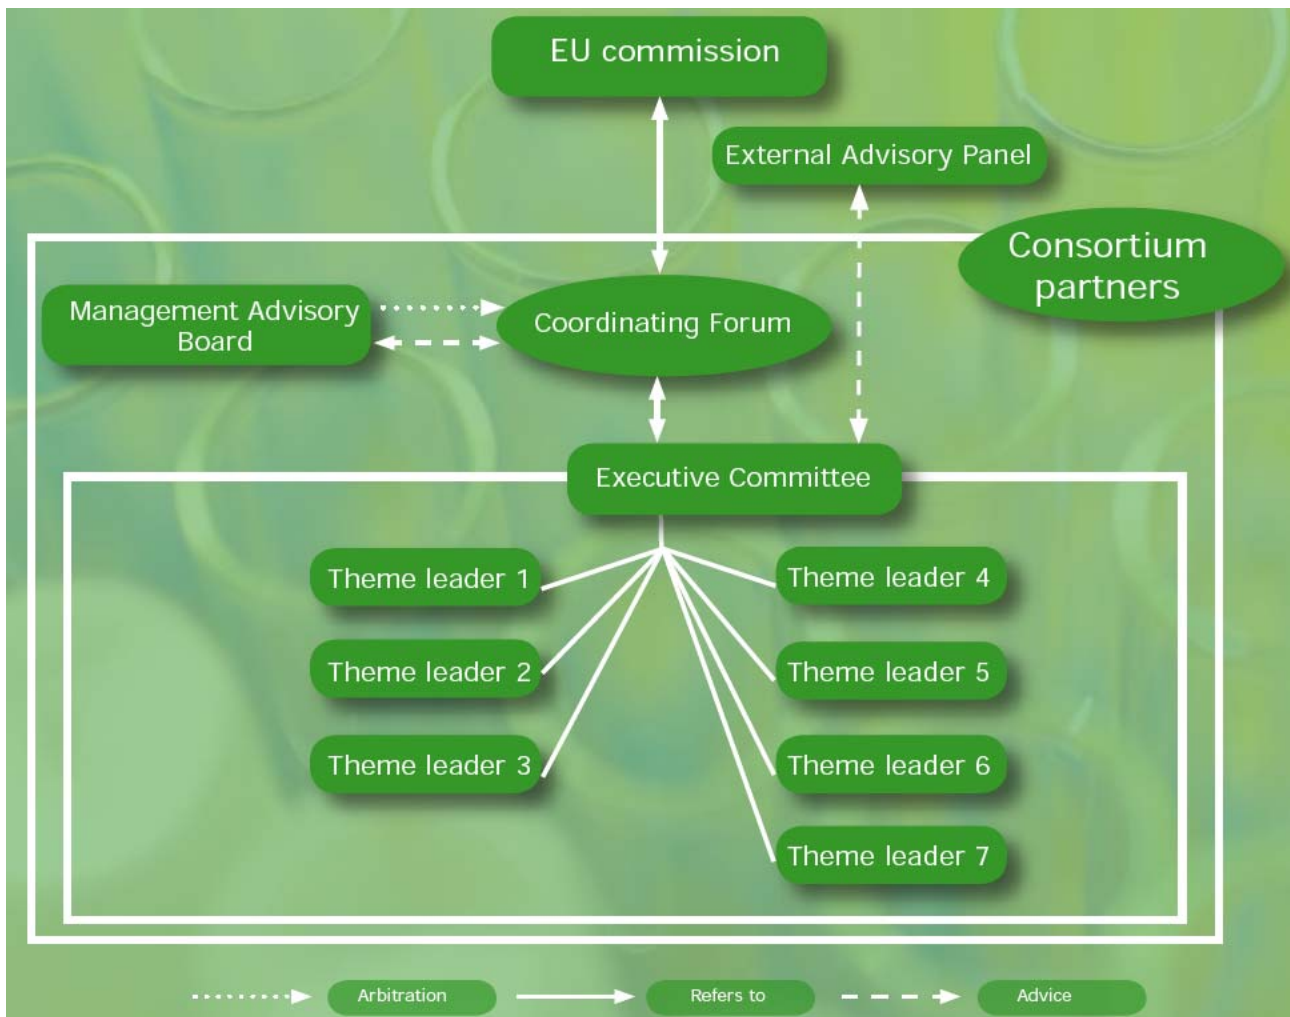 EU commission
External Advisory Panel
Consortium
partners
Management Advisory
Board
Coordinating Forum
Executive Committee
Theme leader 1
Theme leader 2
Theme leader 3
Theme leader 4
Theme leader 5
Theme leader 6
Theme leader 7
Arbitration
Refers to
Advice